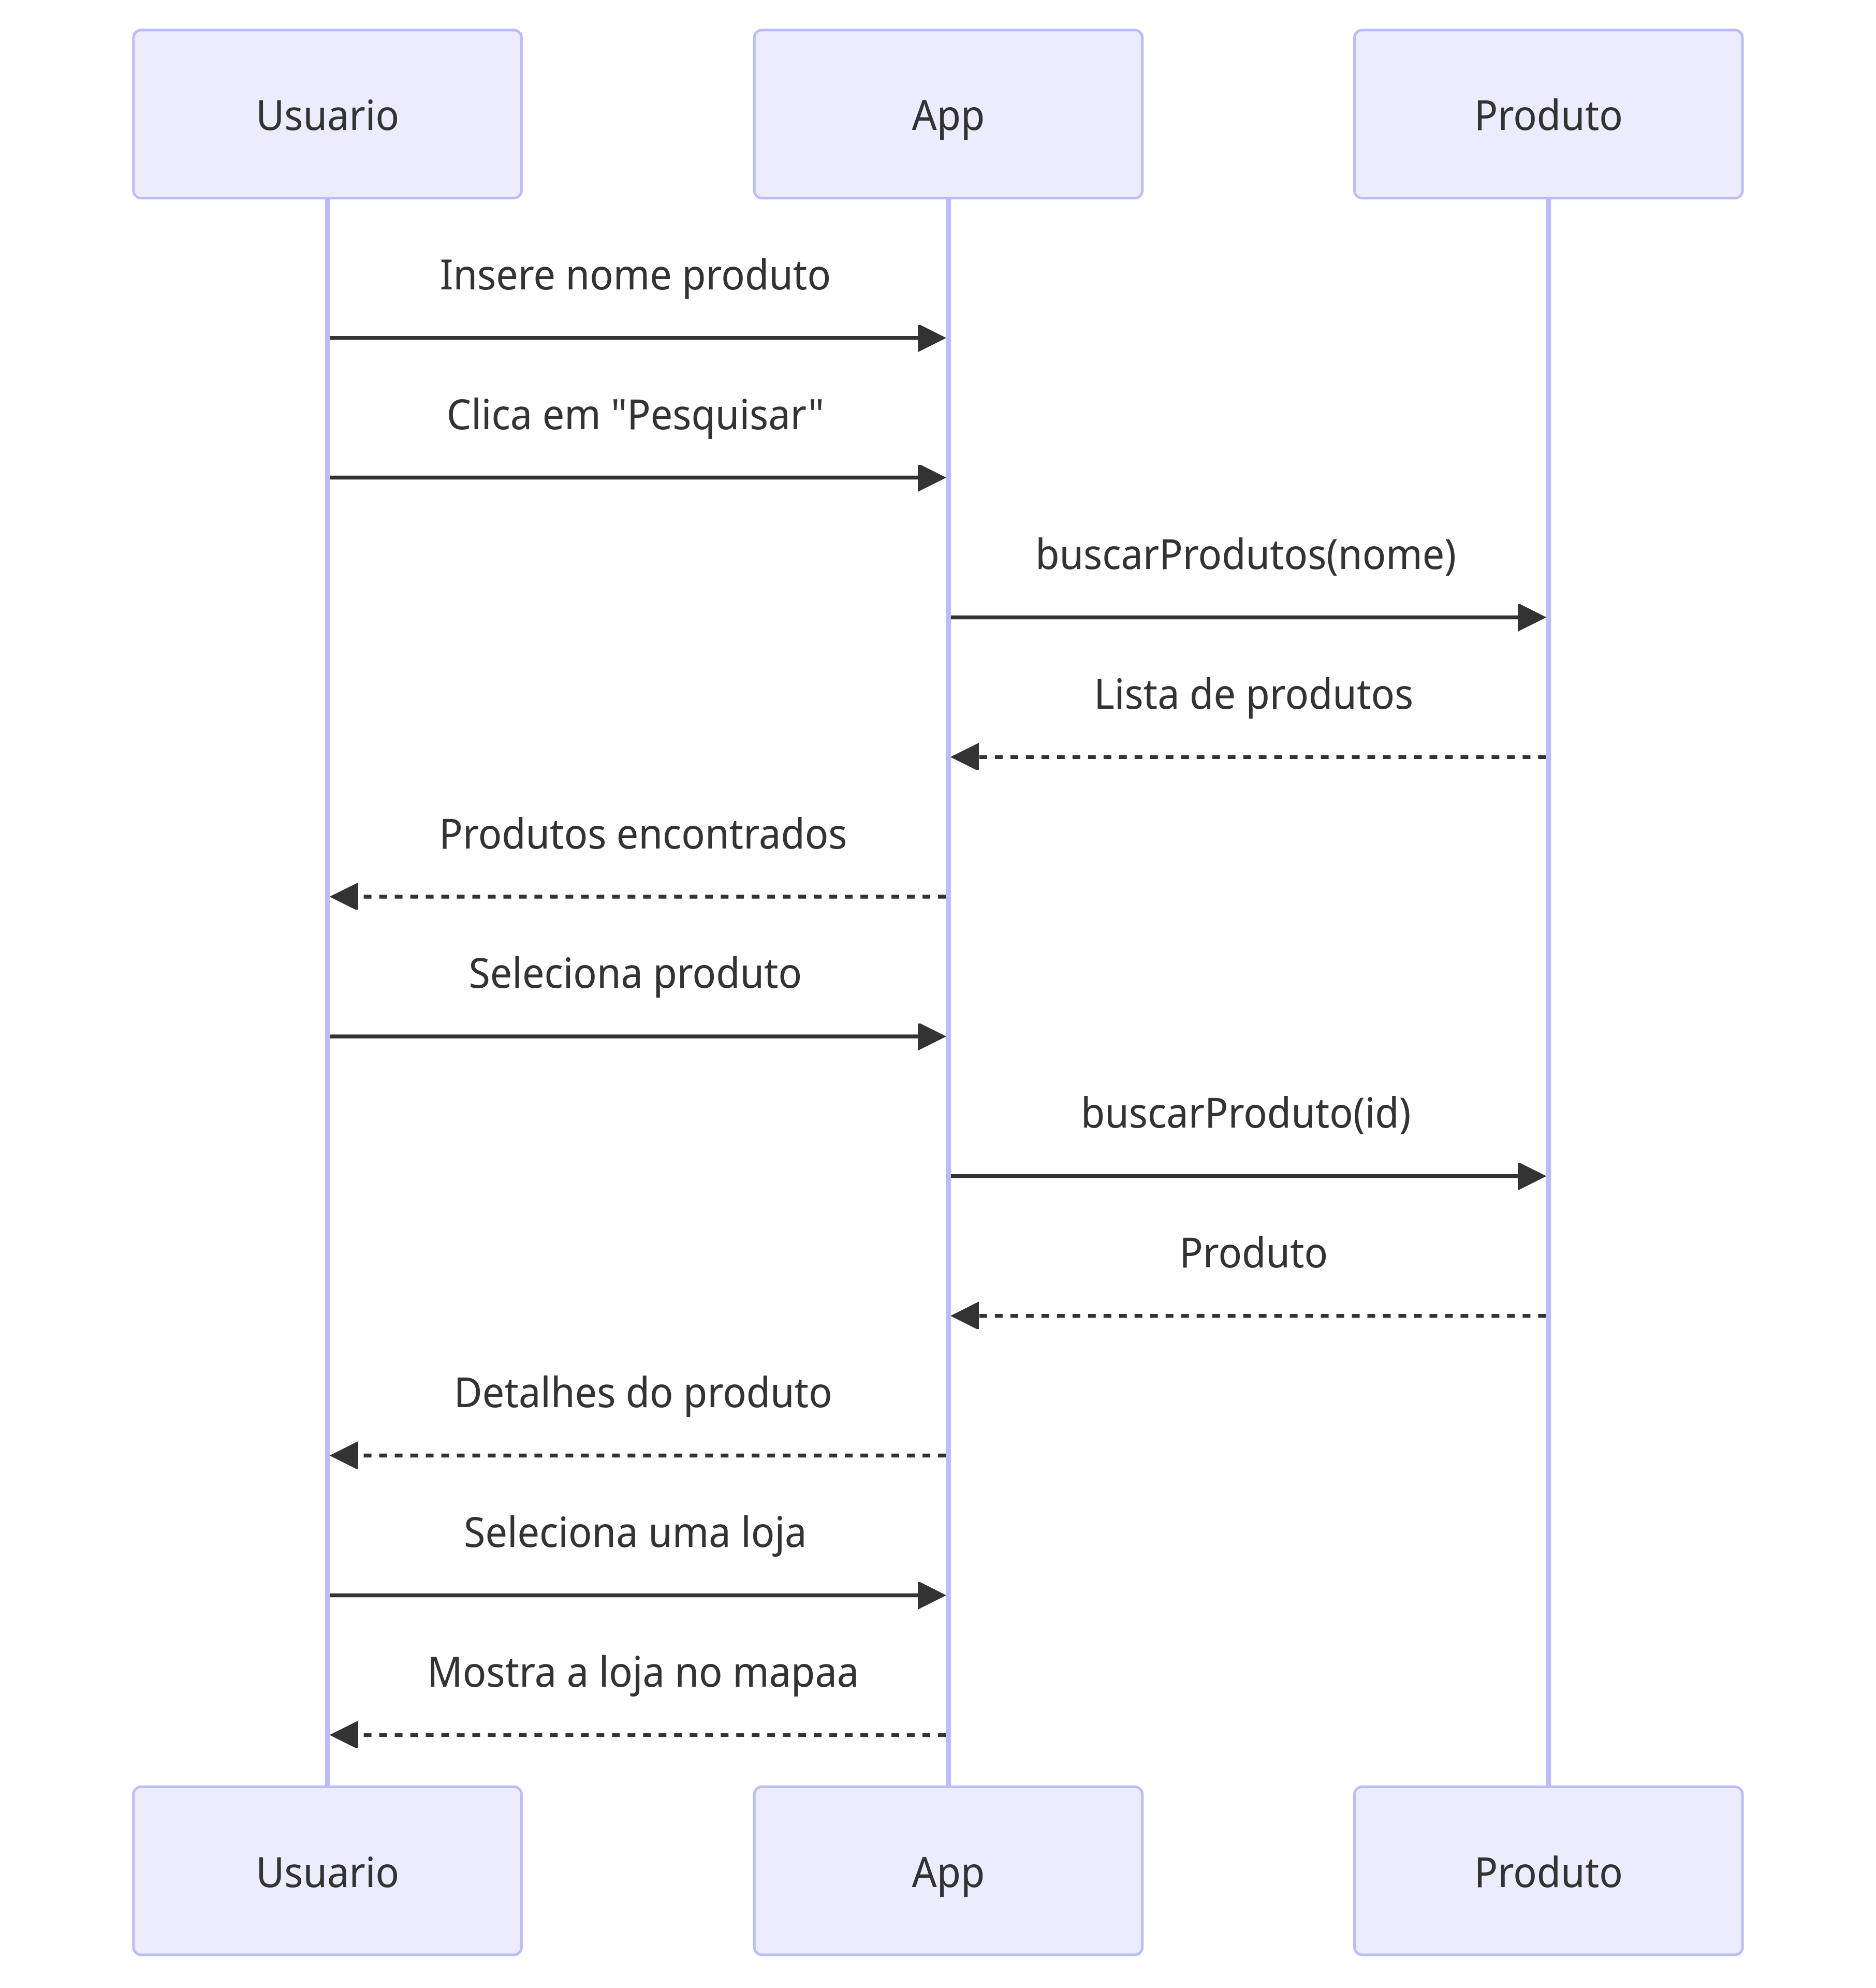 Usuario
App
Produto
Insere nome produto
Clica em "Pesquisar"
buscarProdutos(nome)
Lista de produtos
Produtos encontrados
Seleciona produto
buscarProduto(id)
Produto
Detalhes do produto
Seleciona uma loja
Mostra a loja no mapaa
Usuario
App
Produto